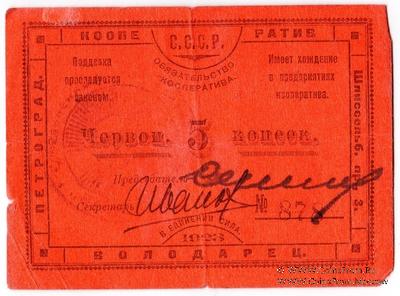 КООПЕ С.С.С.Р. РАТИВ
Подделка преследуется законом.
ОБЯЗАТЕЛЬСТВО КООПЕРАТИВА.
Имеет хождение в предприятиях кооператива.
Червон. 5 копеек.
Председатель
Секретарь Иванов
№ 878
В ЕДИНЕНИИ СИЛА.
1923
ПЕТРОГРАД.
Шлиссельб. пр. 3.
ВОЛОДАРЕЦ.